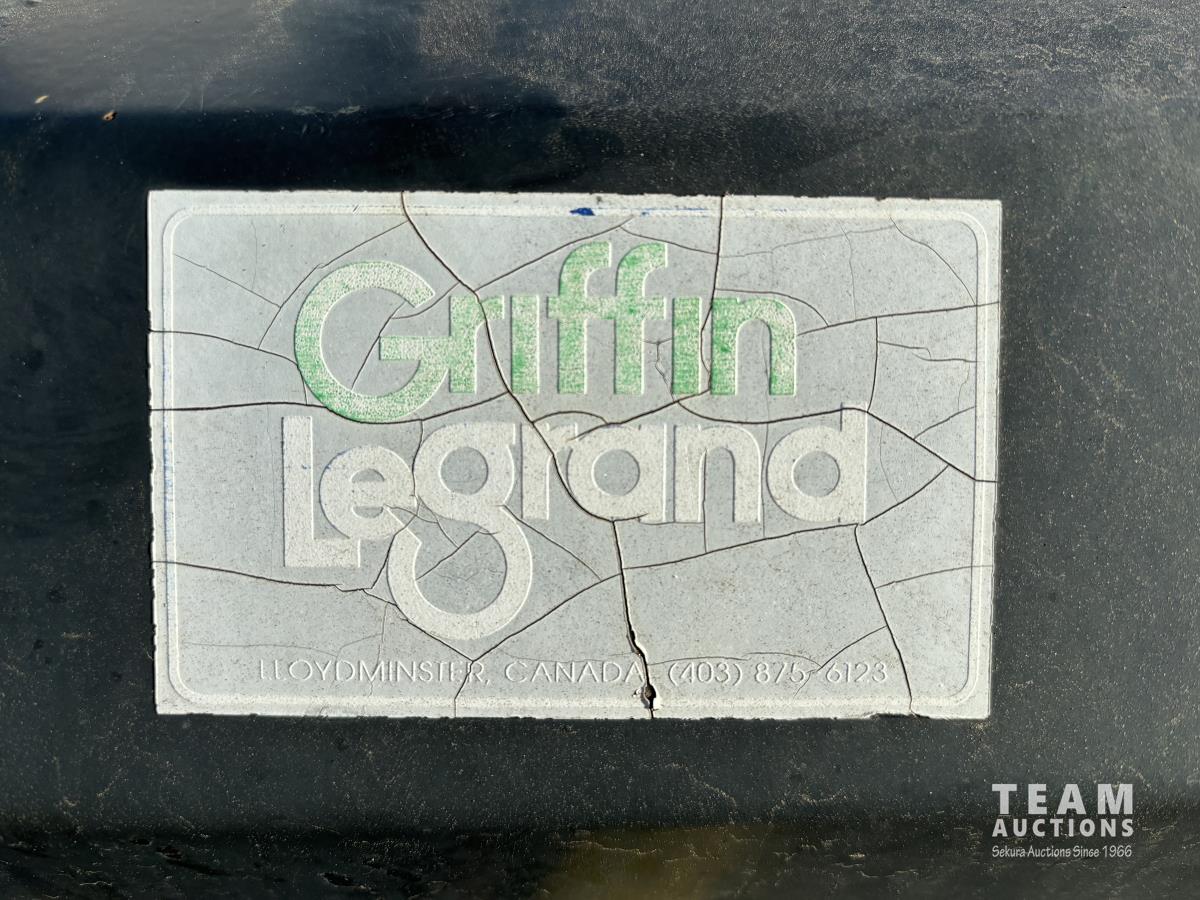 Griffin
Legrand
LLOYDMINSTER, CANADA (403) 875-6123
TEAM
AUCTIONS
Sekura Auctions Since 1966